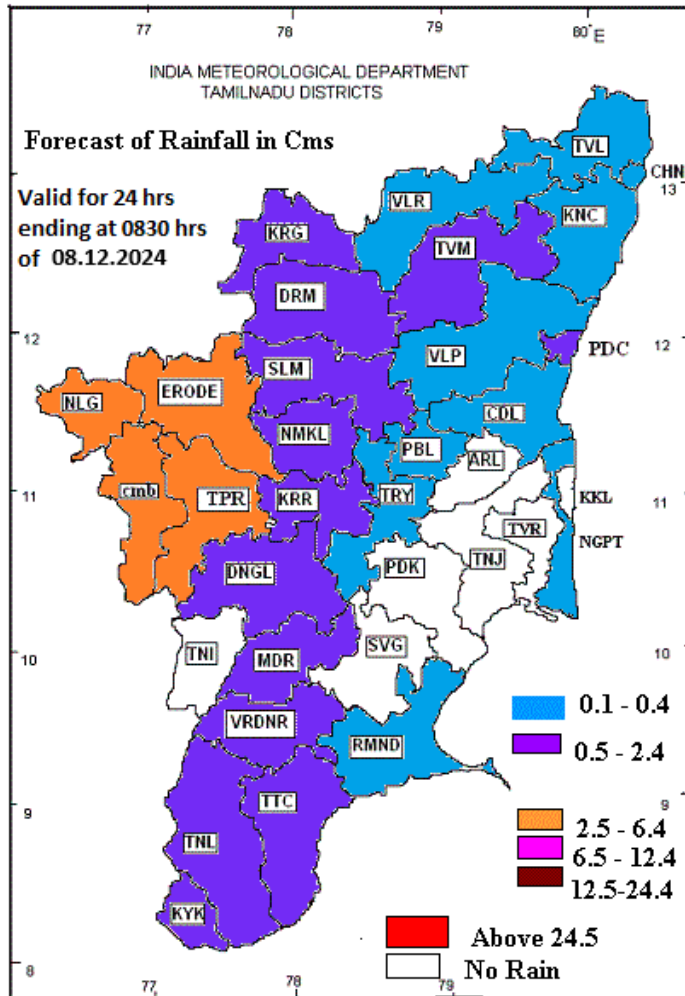 77 78 79 80°E
INDIA METEOROLOGICAL DEPARTMENT
TAMILNADU DISTRICTS
Forecast of Rainfall in Cms
Valid for 24 hrs
ending at 0830 hrs
of 08.12.2024
TVL
CHN
13
VLR
KNC
KRG
TVM
DRM
12
12
PDC
VLP
SLM
ERODE
NLG
CDL
NMKL
PBL
ARL
cmb
TPR
KRR
TRY
11
11
KKL
TVR
NGPT
TNJ
PDK
DNGL
SVG
TNI
MDR
10
10
VRDNR
RMND
0.1 - 0.4
0.5 - 2.4
TTC
9
9
TNL
2.5 - 6.4
6.5 - 12.4
12.5-24.4
KYK
Above 24.5
No Rain
8
77 78 79